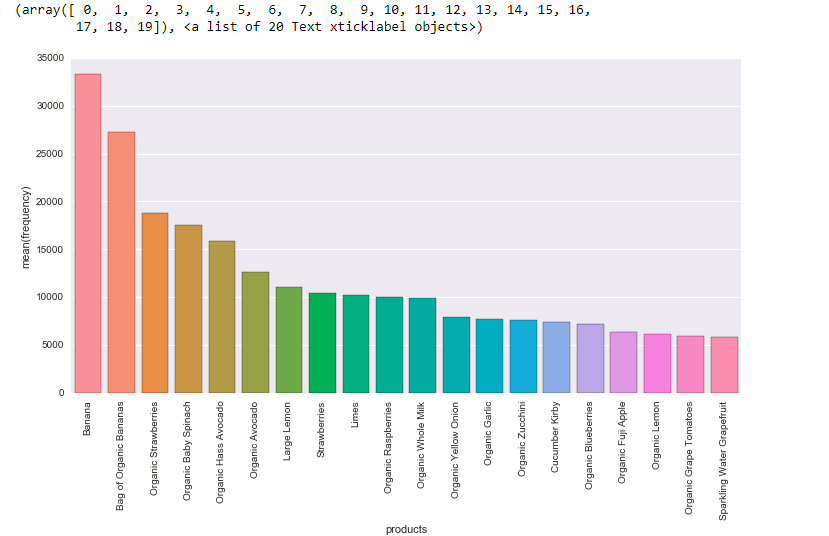 (array([ 0,  1,  2,  3,  4,  5,  6,  7,  8,  9, 10, 11, 12, 13, 14, 15, 16,
17, 18, 19]), <a list of 20 Text xticklabel objects>)
35000
30000
25000
20000
15000
10000
5000
0
mean(frequency)
Banana
Bag of Organic Bananas
Organic Strawberries
Organic Baby Spinach
Organic Hass Avocado
Organic Avocado
Large Lemon
Strawberries
Limes
Organic Raspberries
Organic Whole Milk
Organic Yellow Onion
Organic Garlic
Organic Zucchini
Cucumber Kirby
Organic Blueberries
Organic Fuji Apple
Organic Lemon
Organic Grape Tomatoes
Sparkling Water Grapefruit
products